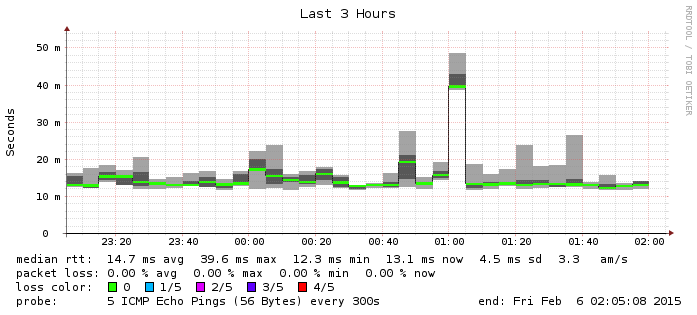 Last 3 Hours
RRDTOOL / TOBI OETIKER
Seconds
50 m
40 m
30 m
20 m
10 m
0
23:20 23:40 00:00 00:20 00:40 01:00 01:20 01:40 02:00
median rtt: 14.7 ms avg 39.6 ms max 12.3 ms min 13.1 ms now 4.5 ms sd 3.3 am/s
packet loss: 0.00 % avg 0.00 % max 0.00 % min 0.00 % now
loss color: 0 1/5 2/5 3/5 4/5
probe: 5 ICMP Echo Pings (56 Bytes) every 300s end: Fri Feb 6 02:05:08 2015